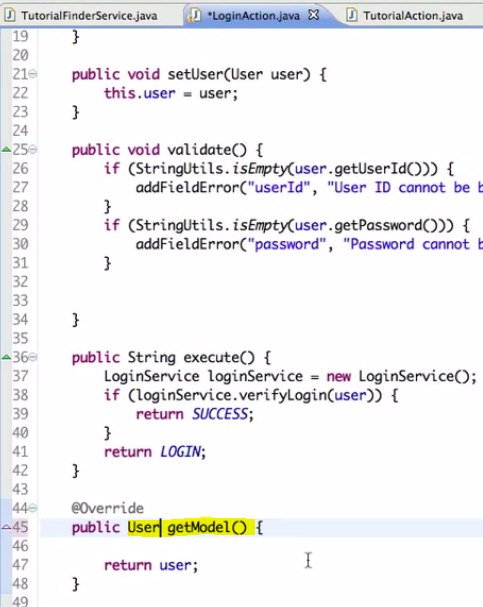 TutorialFinderService.java *LoginAction.java TutorialAction.java
19 }
20
21 public void setUser(User user) {
22 this.user = user;
23 }
24
25 public void validate() {
26 if (StringUtils.isEmpty(user.getUserId())) {
27 addFieldError("userId", "User ID cannot be b
28 }
29 if (StringUtils.isEmpty(user.getPassword())) {
30 addFieldError("password", "Password cannot b
31 }
32
33
34 }
35
36 public String execute() {
37 LoginService loginService = new LoginService();
38 if (loginService.verifyLogin(user)) {
39 return SUCCESS;
40 }
41 return LOGIN;
42 }
43
44 @Override
45 public User getModel() {
46
47 return user;
48 }
49